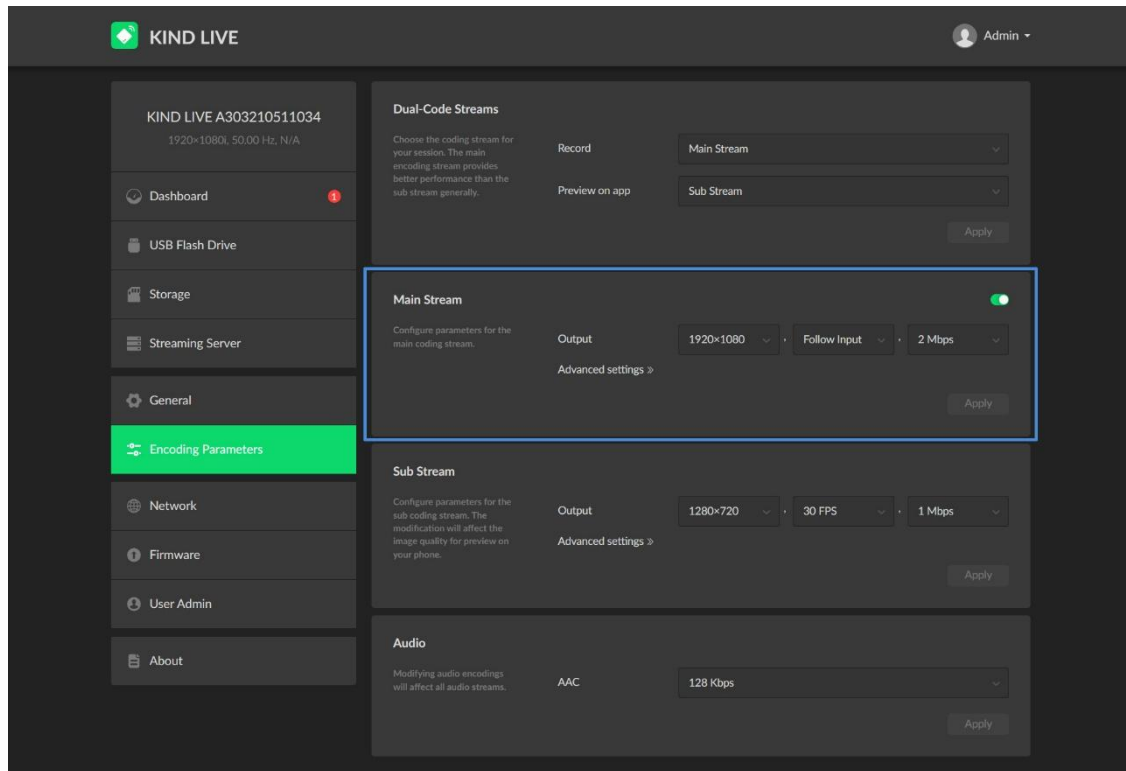 KIND LIVE
Admin
KIND LIVE A303210511034
1920×1080i, 50.00 Hz, N/A
Dashboard
1
USB Flash Drive
Storage
Streaming Server
General
Encoding Parameters
Network
Firmware
User Admin
About
Dual-Code Streams
Choose the coding stream for
your session. The main
encoding stream provides
better performance than the
sub stream generally.
Record
Main Stream
Preview on app
Sub Stream
Apply
Main Stream
Configure parameters for the
main coding stream.
Output
1920×1080 , Follow Input , 2 Mbps
Advanced settings »
Apply
Sub Stream
Configure parameters for the
sub coding stream. The
modification will affect the
image quality for preview on
your phone.
Output
1280×720 , 30 FPS , 1 Mbps
Advanced settings »
Apply
Audio
Modifying audio encodings
will affect all audio streams.
AAC
128 Kbps
Apply